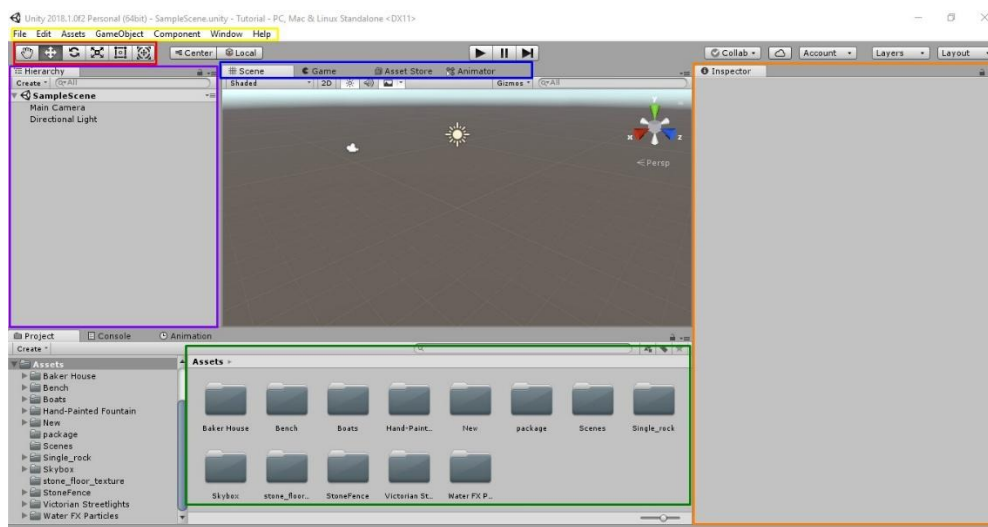 Unity 2018.1.0f2 Personal (64bit) - SampleScene.unity - Tutorial - PC, Mac & Linux Standalone <DX11>
File Edit Assets GameObject Component Window Help
Center Local Collab Account Layers Layout
Hierarchy Scene Game Asset Store Animator Inspector
Create All Shaded 2D Gizmos All
SampleScene
Main Camera
Directional Light
y
x z
Persp
Project Console Animation
Create
Assets
Assets
Baker House
Bench
Boats
Hand-Painted Fountain
New
package
Scenes
Single_rock
Skybox
stone_floor_texture
StoneFence
Victorian Streetlights
Water FX Particles
Baker House Bench Boats Hand-Paint... New package Scenes Single_rock
Skybox stone_floor... StoneFence Victorian St... Water FX P...